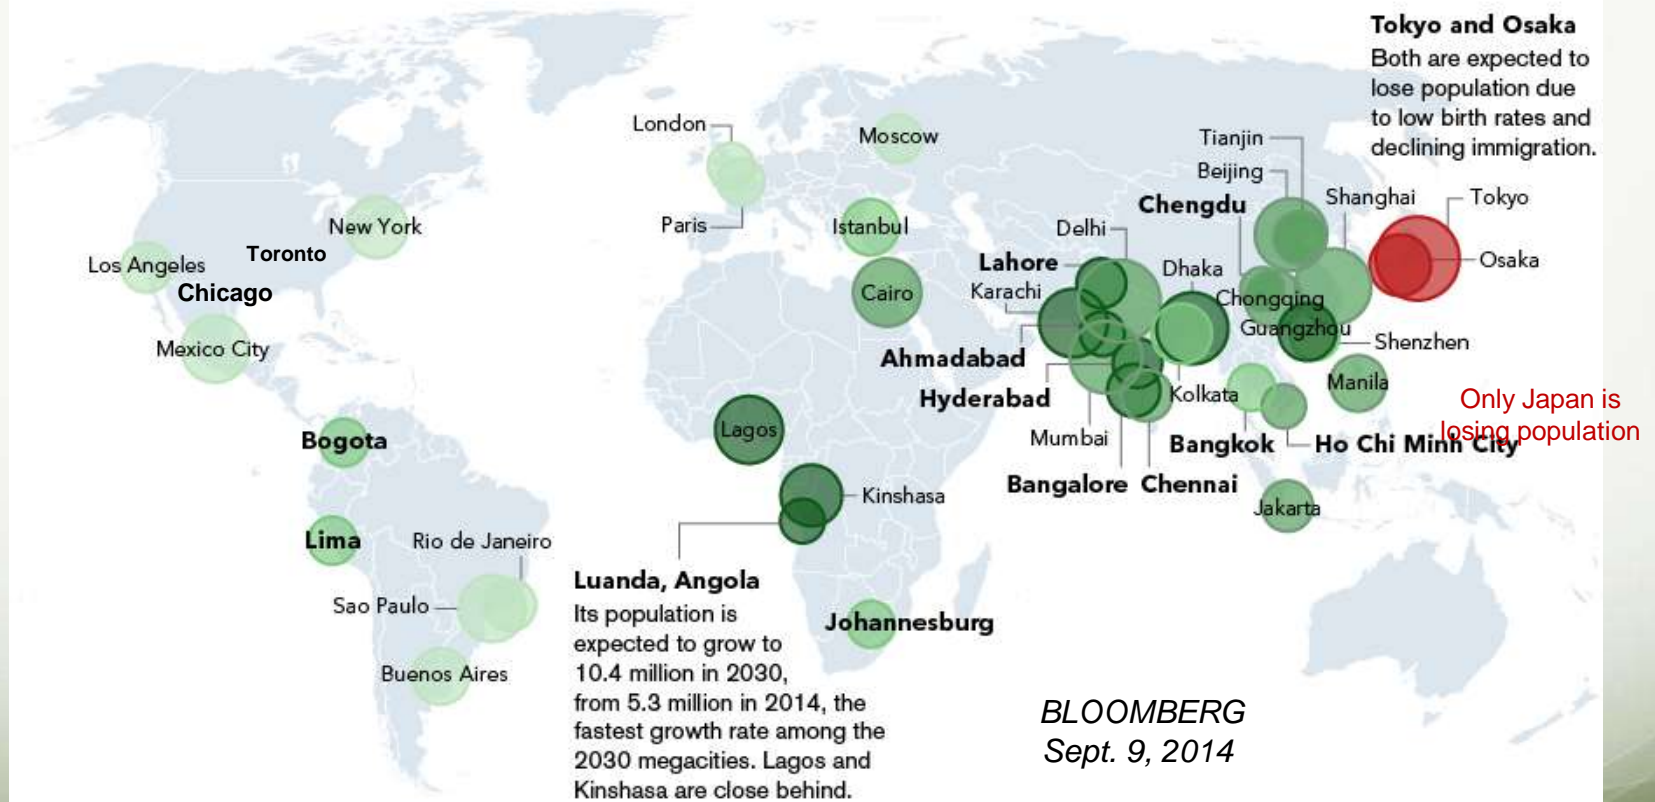 Tokyo and Osaka
Both are expected to
lose population due
to low birth rates and
declining immigration.
London
Moscow
Tianjin
Beijing
Chengdu
Shanghai
Tokyo
Paris
Istanbul
Delhi
New York
Toronto
Los Angeles
Chicago
Lahore
Dhaka
Osaka
Karachi
Cairo
Chongqing
Guangzhou
Shenzhen
Mexico City
Ahmadabad
Manila
Hyderabad
Kolkata
Only Japan is
losing population
Lagos
Mumbai
Bangkok
Ho Chi Minh City
Bogota
Bangalore
Chennai
Kinshasa
Jakarta
Lima
Rio de Janeiro
Sao Paulo
Luanda, Angola
Its population is
expected to grow to
10.4 million in 2030,
from 5.3 million in 2014, the
fastest growth rate among the
2030 megacities. Lagos and
Kinshasa are close behind.
Johannesburg
Buenos Aires
BLOOMBERG
Sept. 9, 2014